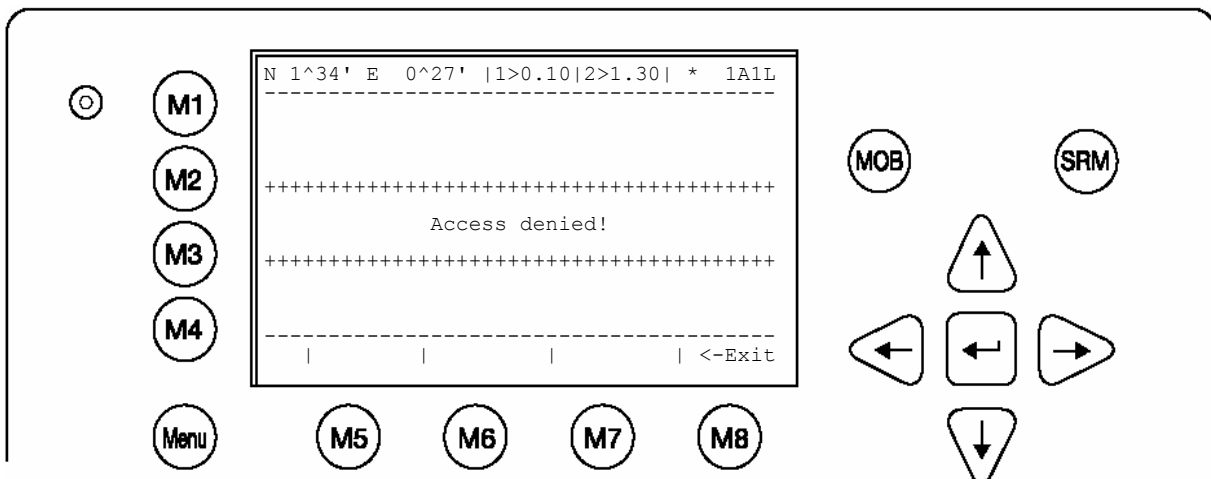 N 1^34' E 0^27' |1>0.10|2>1.30| * 1A1L
----------------------------------------
++++++++++++++++++++++++++++++++++++++++
Access denied!
++++++++++++++++++++++++++++++++++++++++
----------------------------------------
| | | | <-Exit
M1
M2
M3
M4
Menu
M5 M6 M7 M8
MOB SRM
↑
← ↵ →
↓